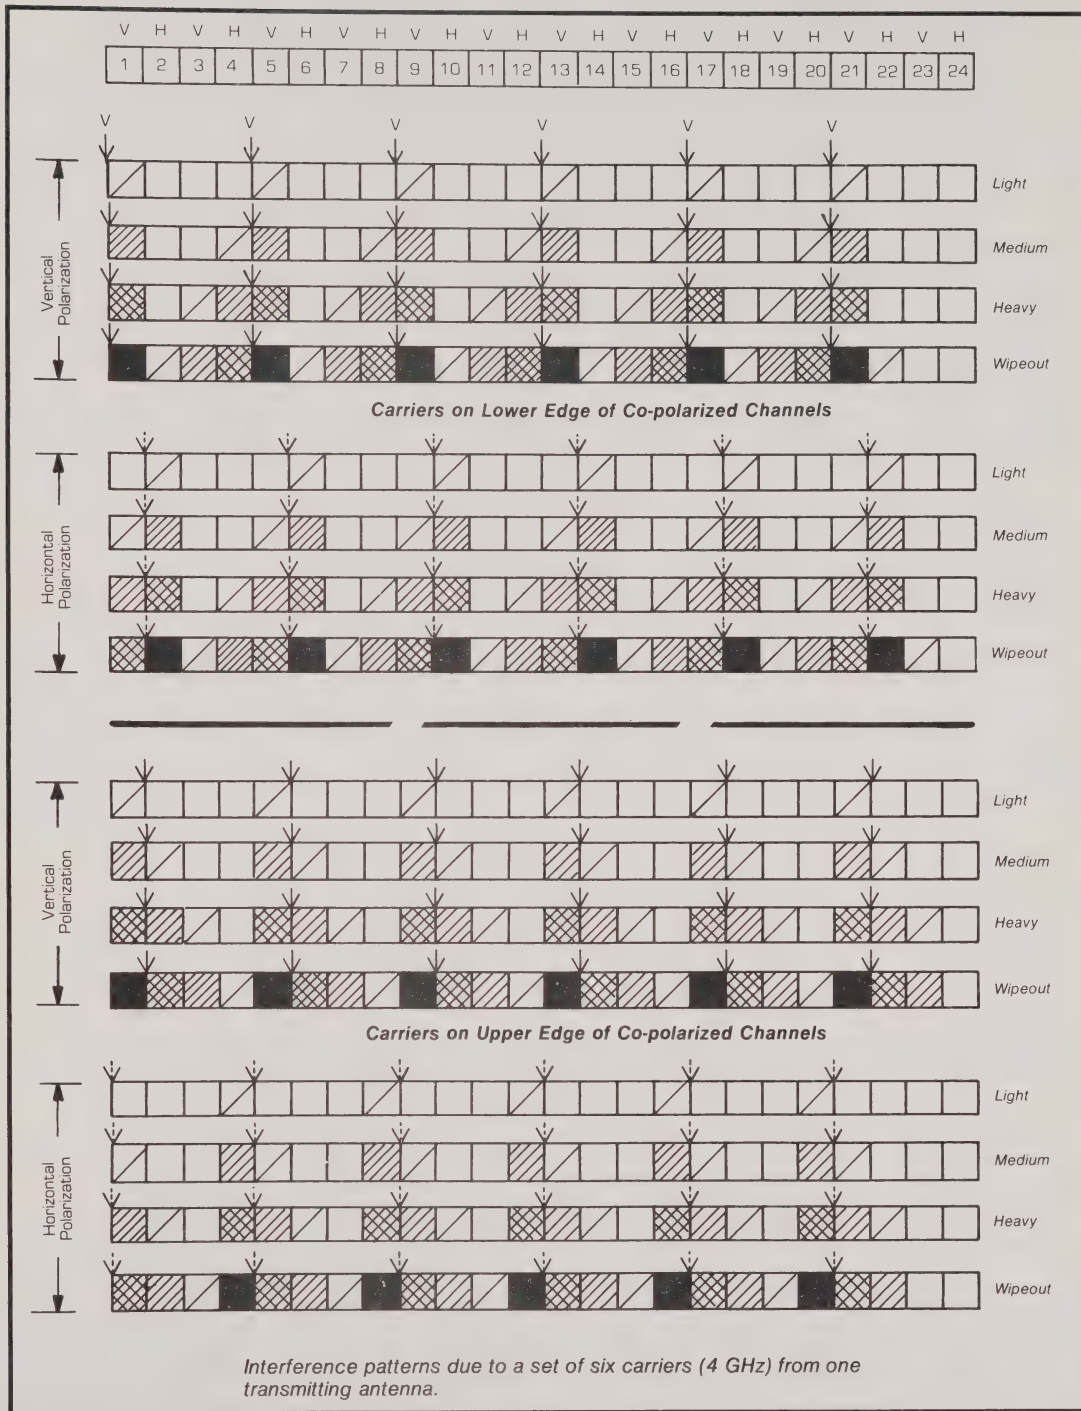 V H V H V H V H V H V H V H V H V H V H V H V H
1 2 3 4 5 6 7 8 9 10 11 12 13 14 15 16 17 18 19 20 21 22 23 24
V V V V V V
Vertical
Polarization
Light
Medium
Heavy
Wipeout
Carriers on Lower Edge of Co-polarized Channels
Horizontal
Polarization
Light
Medium
Heavy
Wipeout
Vertical
Polarization
Light
Medium
Heavy
Wipeout
Carriers on Upper Edge of Co-polarized Channels
Horizontal
Polarization
Light
Medium
Heavy
Wipeout
Interference patterns due to a set of six carriers (4 GHz) from one
transmitting antenna.